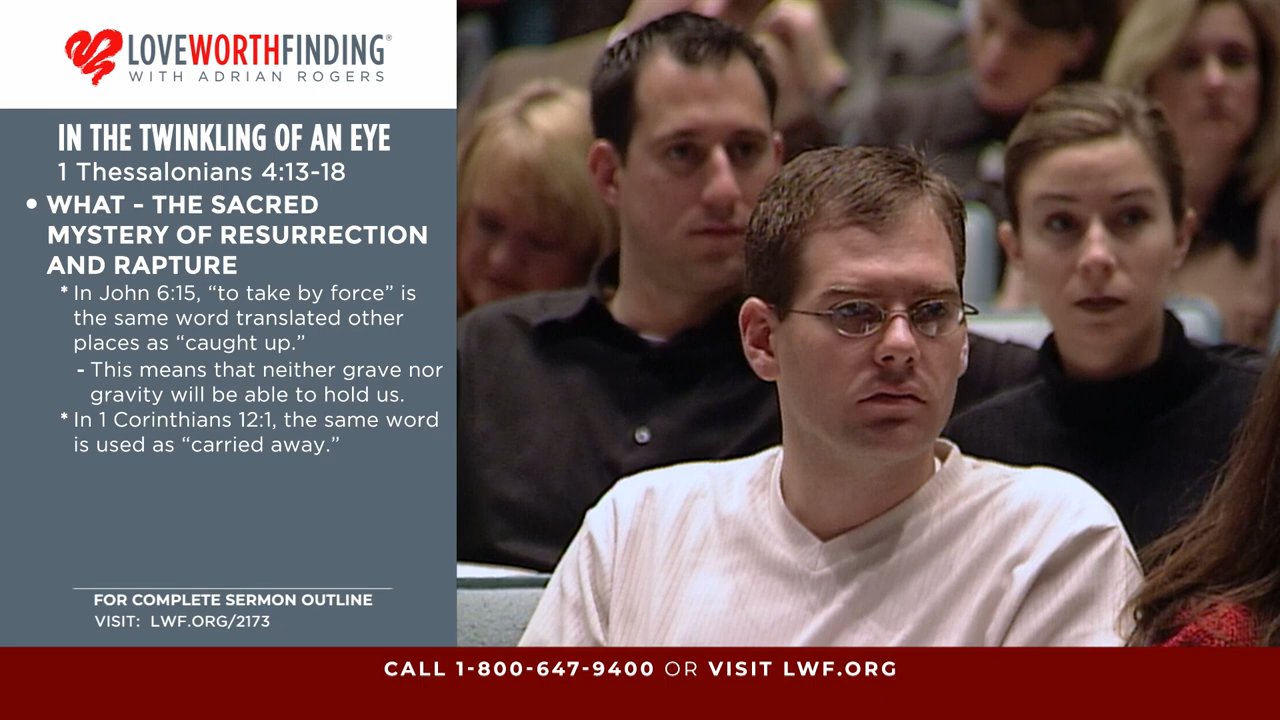 LOVEWORTHFINDING®
WITH ADRIAN ROGERS
IN THE TWINKLING OF AN EYE
1 Thessalonians 4:13-18
• WHAT - THE SACRED
MYSTERY OF RESURRECTION
AND RAPTURE
* In John 6:15, “to take by force” is
the same word translated other
places as “caught up.”
- This means that neither grave nor
gravity will be able to hold us.
* In 1 Corinthians 12:1, the same word
is used as “carried away.”
FOR COMPLETE SERMON OUTLINE
VISIT: LWF.ORG/2173
CALL 1-800-647-9400 OR VISIT LWF.ORG